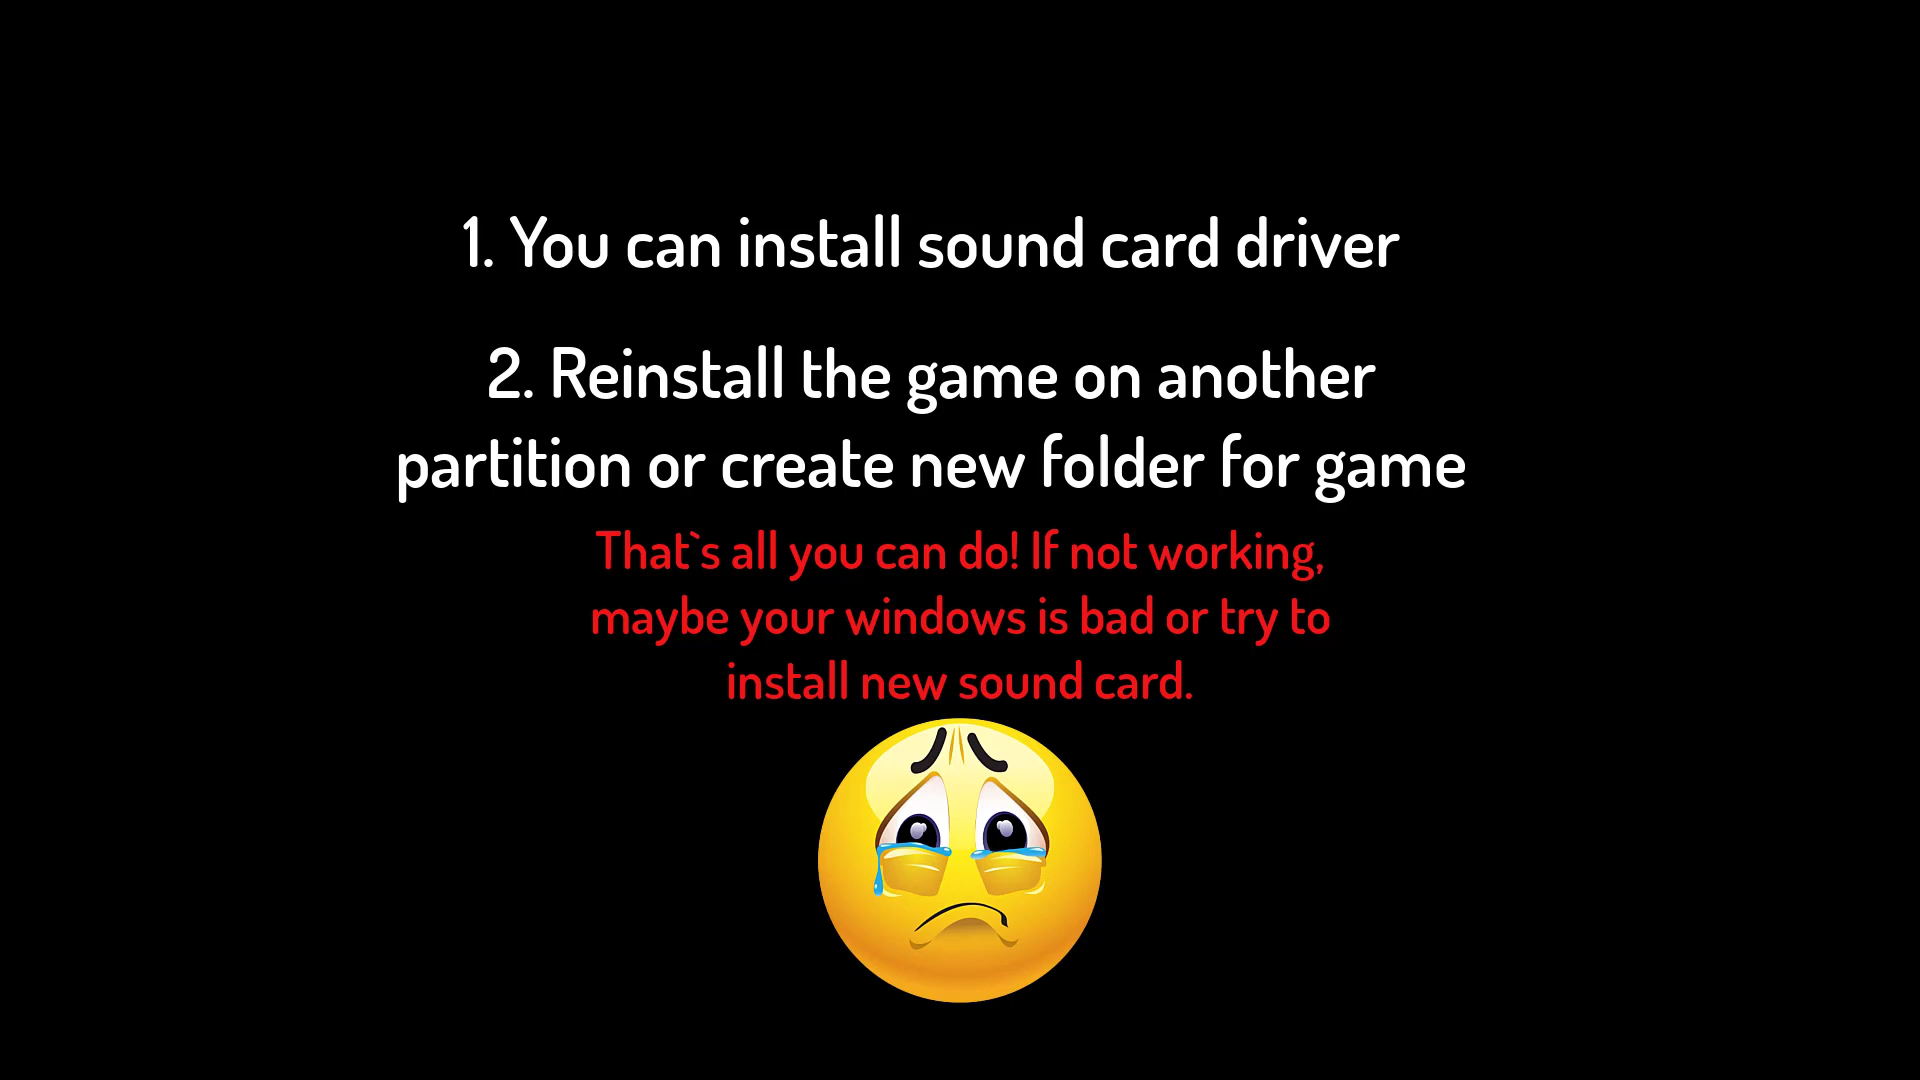 1. You can install sound card driver
2. Reinstall the game on another
partition or create new folder for game
That`s all you can do! If not working,
maybe your windows is bad or try to
install new sound card.